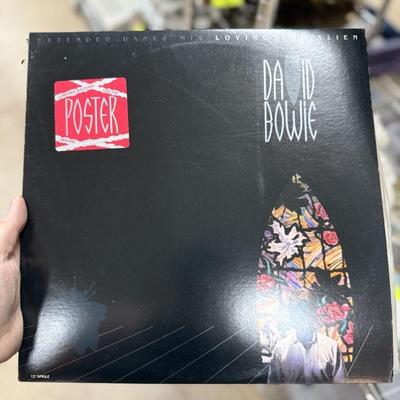 EXTENDED DANCE MIX LOVING THE ALIEN
POSTER
DAVID
BOWIE
12" SINGLE